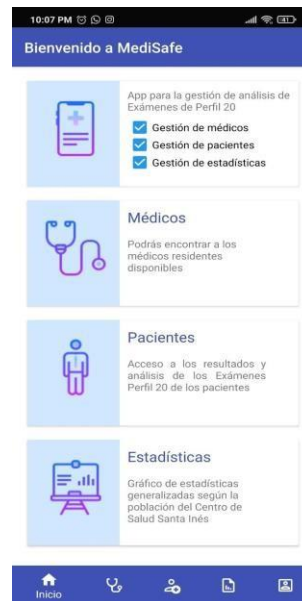 10:07 PM
Bienvenido a MediSafe
App para la gestión de análisis de
Exámenes de Perfil 20
Gestión de médicos
Gestión de pacientes
Gestión de estadísticas
Médicos
Podrás encontrar a los
médicos residentes
disponibles
Pacientes
Acceso a los resultados y
análisis de los Exámenes
Perfil 20 de los pacientes
Estadísticas
Gráfico de estadísticas
generalizadas según la
población del Centro de
Salud Santa Inés
Inicio